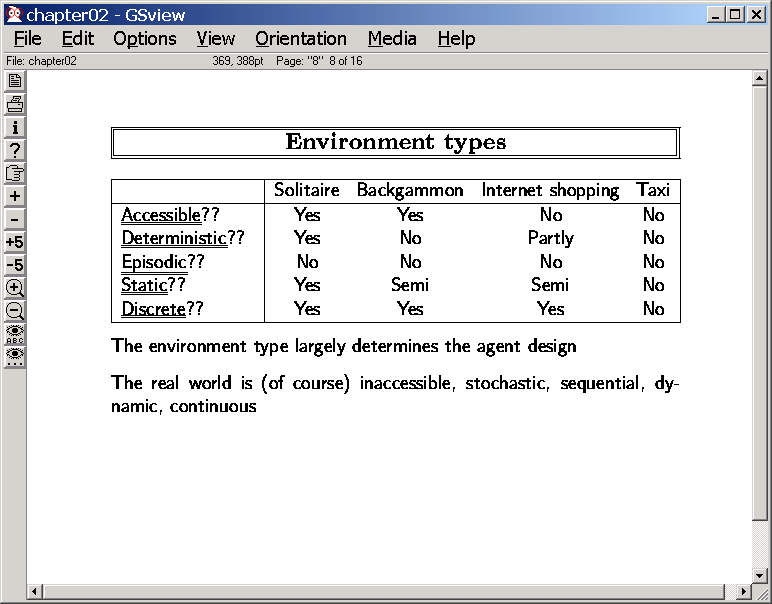 chapter02 - GSview
File Edit Options View Orientation Media Help
File: chapter02 369, 388pt Page: "8" 8 of 16
i
?
+
-
+5
-5
ABC
Environment types
Solitaire Backgammon Internet shopping Taxi
Accessible?? Yes Yes No No
Deterministic?? Yes No Partly No
Episodic?? No No No No
Static?? Yes Semi Semi No
Discrete?? Yes Yes Yes No
The environment type largely determines the agent design
The real world is (of course) inaccessible, stochastic, sequential, dy-
namic, continuous